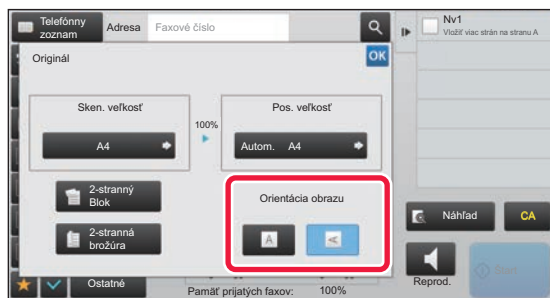 Telefónny
zoznam
Adresa
Faxové číslo
Nv1
Vložiť viac strán na stranu A
Originál
OK
Sken. veľkosť
100%
Pos. veľkosť
A4
Autom. A4
2-stranný
Blok
Orientácia obrazu
A
A
2-stranná
brožúra
Náhľad
CA
Ostatné
Pamäť prijatých faxov: 100%
Reprod.
Štart